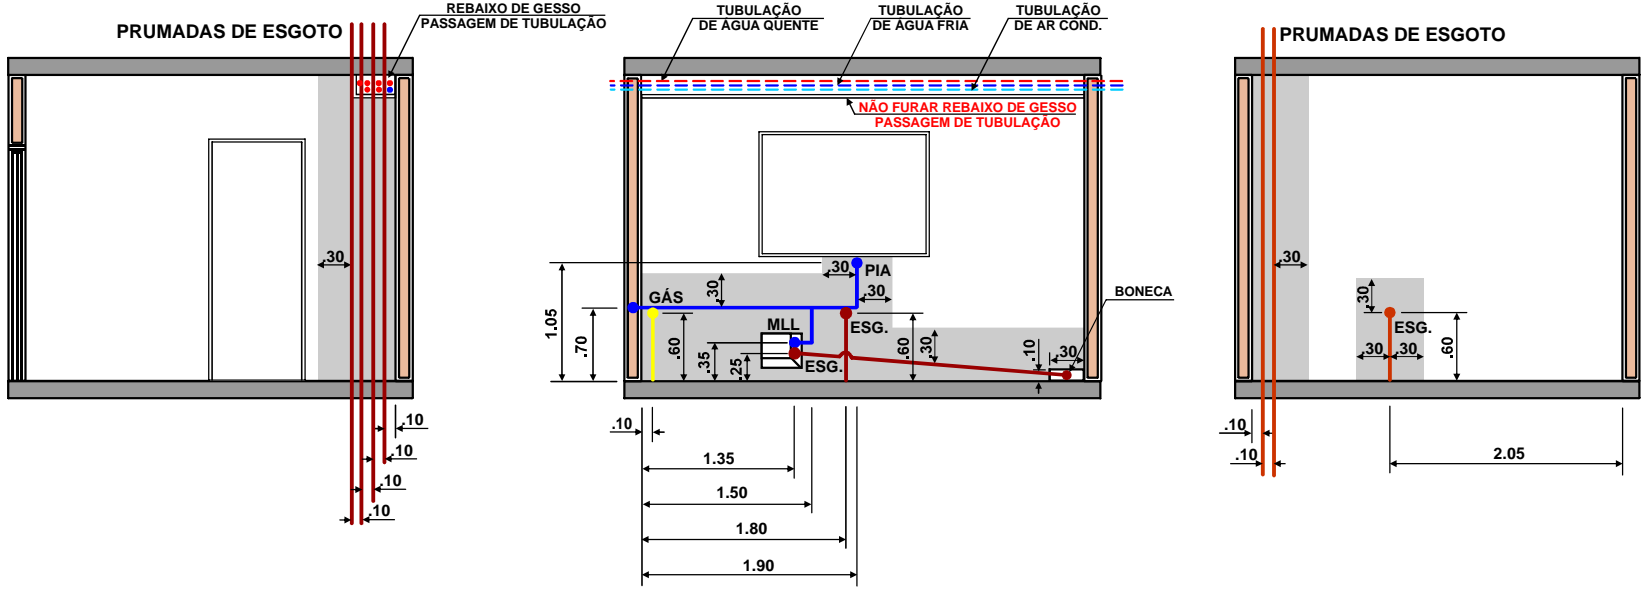 PRUMADAS DE ESGOTO
REBAIXO DE GESSO
PASSAGEM DE TUBULAÇÃO
.30
.10
.10
.10
.10
TUBULAÇÃO
DE ÁGUA QUENTE
TUBULAÇÃO
DE ÁGUA FRIA
TUBULAÇÃO
DE AR COND.
NÃO FURAR REBAIXO DE GESSO
PASSAGEM DE TUBULAÇÃO
.30
PIA
.30
.30
GÁS
BONECA
1.05
.70
.60
MLL
ESG.
.35
.25
ESG.
.60
.30
.10
.30
.10
1.35
1.50
1.80
1.90
PRUMADAS DE ESGOTO
.30
.30
ESG.
.30
.30
.60
.10
.10
2.05